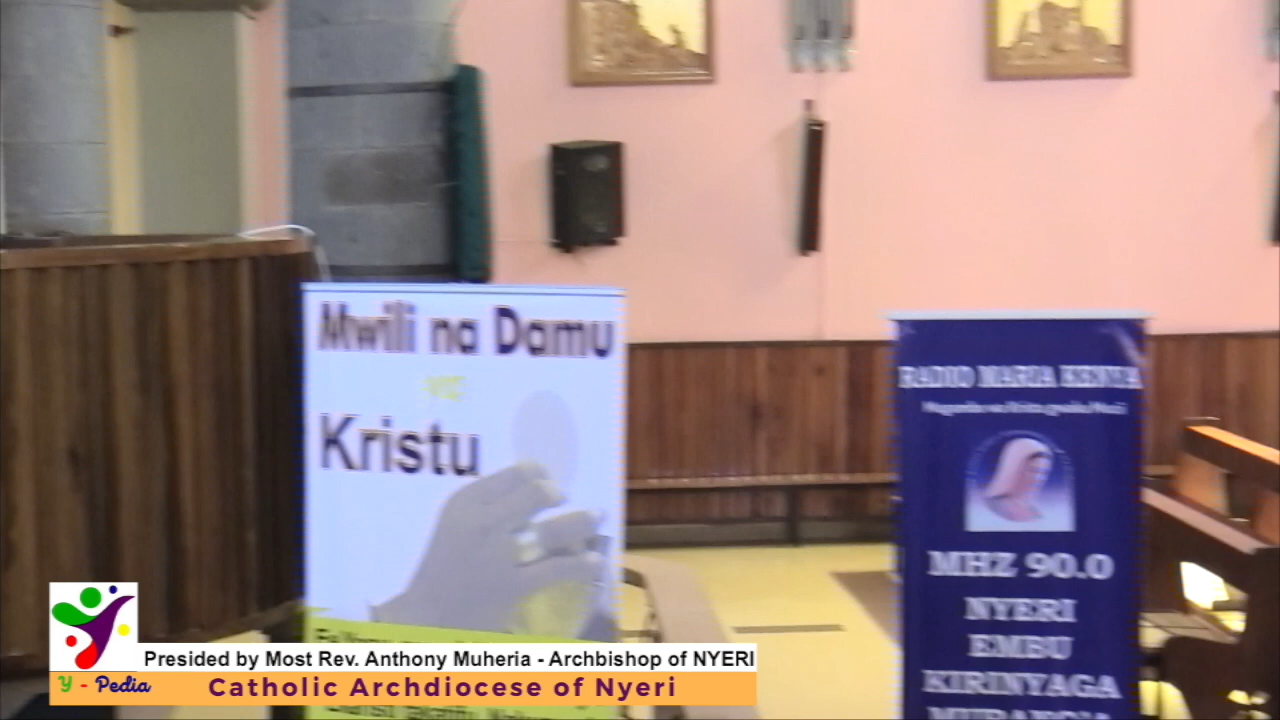 Mwili na Damu
ya
Kristu
RADIO MARIA KENYA
MHZ 90.0
NYERI
EMBU
KIRINYAGA
Presided by Most Rev. Anthony Muheria - Archbishop of NYERI
Y - Pedia
Catholic Archdiocese of Nyeri